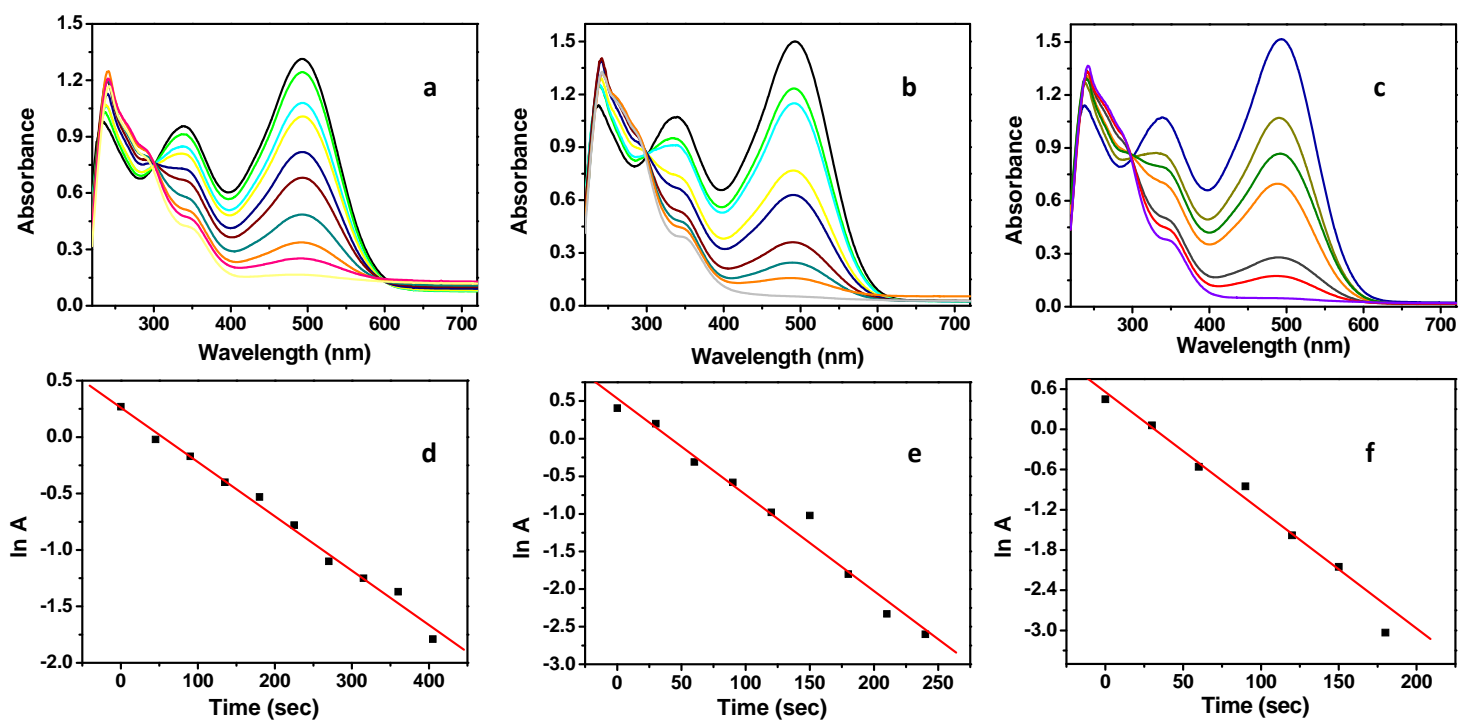 1.5
1.2
0.9
0.6
0.3
0.0
Absorbance
a
300 400 500 600 700
Wavelength (nm)
1.5
1.2
0.9
0.6
0.3
0.0
Absorbance
b
300 400 500 600 700
Wavelength (nm)
1.5
1.2
0.9
0.6
0.3
0.0
Absorbance
c
300 400 500 600 700
Wavelength (nm)
0.5
0.0
-0.5
-1.0
-1.5
-2.0
ln A
d
0 100 200 300 400
Time (sec)
0.5
0.0
-0.5
-1.0
-1.5
-2.0
-2.5
-3.0
ln A
e
0 50 100 150 200 250
Time (sec)
0.6
0.0
-0.6
-1.2
-1.8
-2.4
-3.0
ln A
f
0 50 100 150 200
Time (sec)